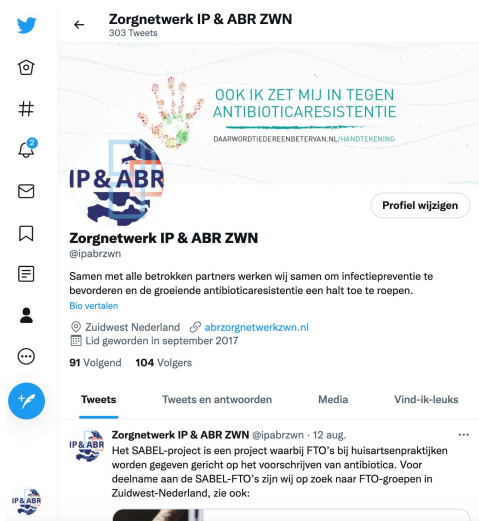 Zorgnetwerk IP & ABR ZWN
303 Tweets
OOK IK ZET MIJ IN TEGEN
ANTIBIOTICARESISTENTIE
DAARWORDTIEDEREENBETERVAN.NL/HANDTEKENING
2
IP & ABR
Profiel wijzigen
Zorgnetwerk IP & ABR ZWN
@ipabrzwn
Samen met alle betrokken partners werken wij samen om infectiepreventie te
bevorderen en de groeiende antibioticaresistentie een halt toe te roepen.
Bio vertalen
Zuidwest Nederland abrzorgnetwerkzwn.nl
Lid geworden in september 2017
91 Volgend 104 Volgers
Tweets Tweets en antwoorden Media Vind-ik-leuks
IP & ABR
Zorgnetwerk IP & ABR ZWN @ipabrzwn · 12 aug.
Het SABEL-project is een project waarbij FTO's bij huisartsenpraktijken
worden gegeven gericht op het voorschrijven van antibiotica. Voor
deelname aan de SABEL-FTO's zijn wij op zoek naar FTO-groepen in
Zuidwest-Nederland, zie ook:
IP & ABR